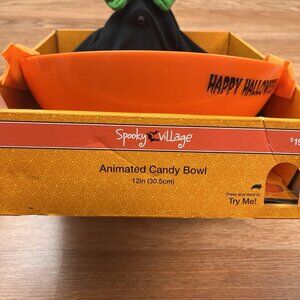 HAPPY HALLOWE
Spooky Village
Animated Candy Bowl
12in (30.5cm)
Try Me!